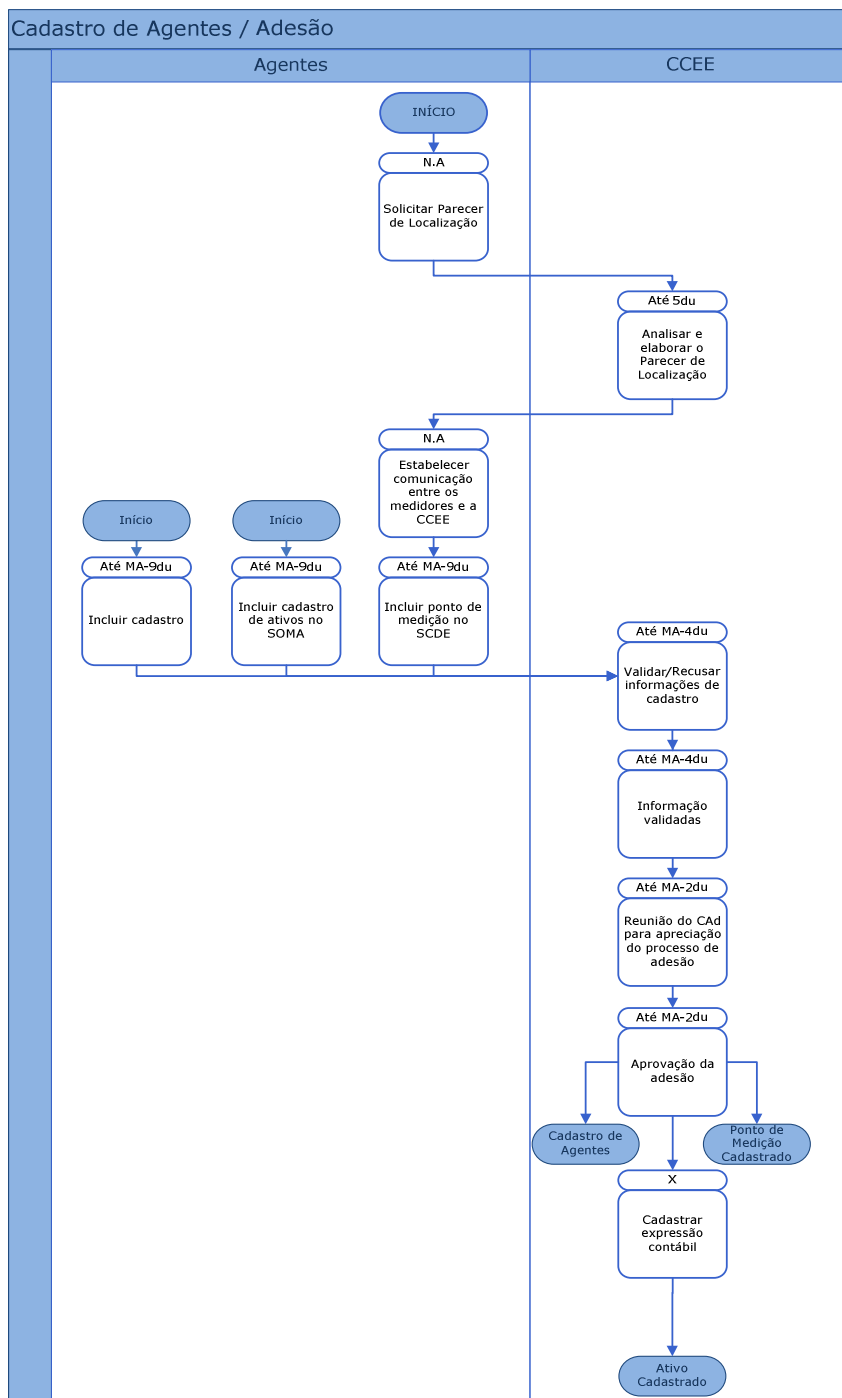 Cadastro de Agentes / Adesão
Agentes
CCEE
INÍCIO
N.A
Solicitar Parecer
de Localização
Até 5du
Analisar e
elaborar o
Parecer de
Localização
N.A
Estabelecer
comunicação
entre os
medidores e a
CCEE
Início
Início
Até MA-9du
Até MA-9du
Até MA-9du
Incluir cadastro
Incluir cadastro
de ativos no
SOMA
Incluir ponto de
medição no
SCDE
Até MA-4du
Validar/Recusar
informações de
cadastro
Até MA-4du
Informação
validadas
Até MA-2du
Reunião do CAd
para apreciação
do processo de
adesão
Até MA-2du
Aprovação da
adesão
Cadastro de
Agentes
Ponto de
Medição
Cadastrado
X
Cadastrar
expressão
contábil
Ativo
Cadastrado